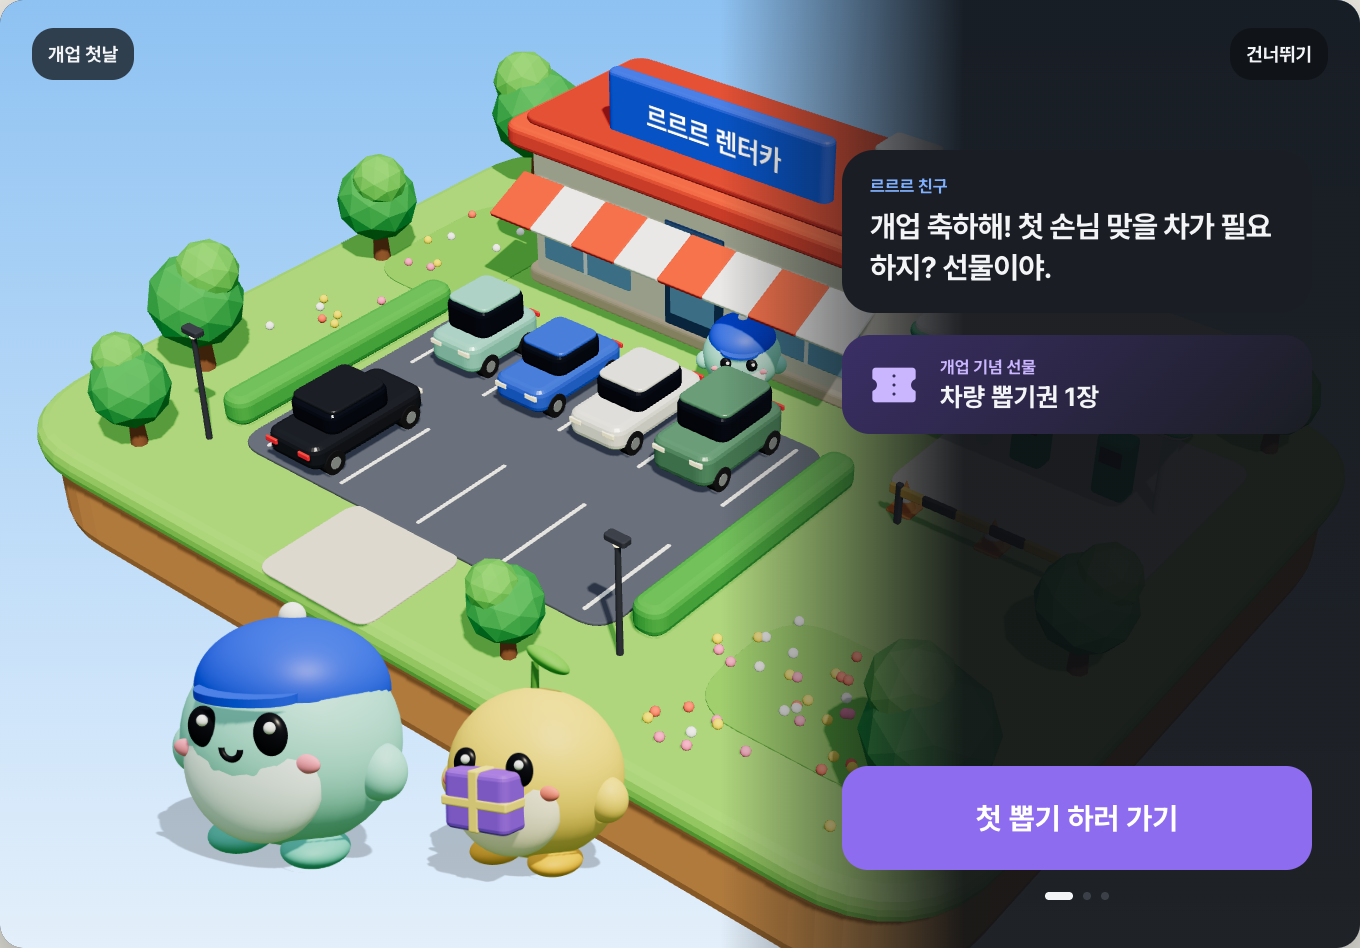 개업 첫날
건너뛰기
르르르 렌터카
르르르 친구
개업 축하해! 첫 손님 맞을 차가 필요
하지? 선물이야.
개업 기념 선물
차량 뽑기권 1장
첫 뽑기 하러 가기